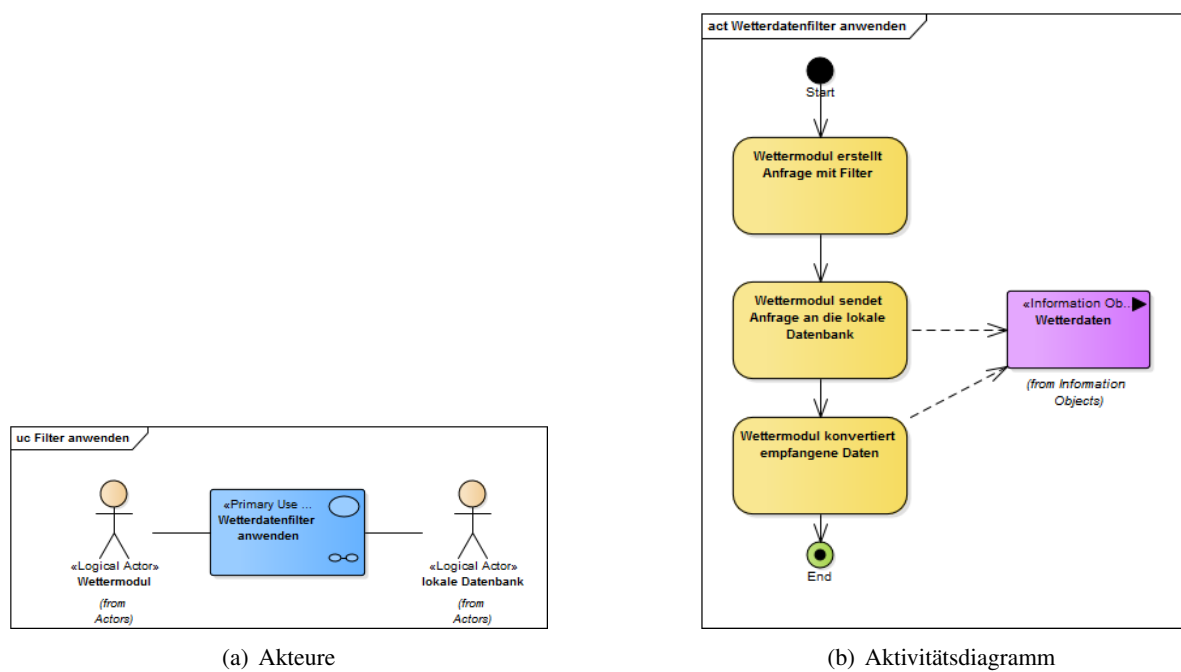 uc Filter anwenden
«Logical Actor»
Wettermodul
(from
Actors)
«Primary Use ...
Wetterdatenfilter
anwenden
«Logical Actor»
lokale Datenbank
(from
Actors)
(a) Akteure
act Wetterdatenfilter anwenden
Start
Wettermodul erstellt
Anfrage mit Filter
Wettermodul sendet
Anfrage an die lokale
Datenbank
«Information Ob...
Wetterdaten
(from Information
Objects)
Wettermodul konvertiert
empfangene Daten
End
(b) Aktivitätsdiagramm